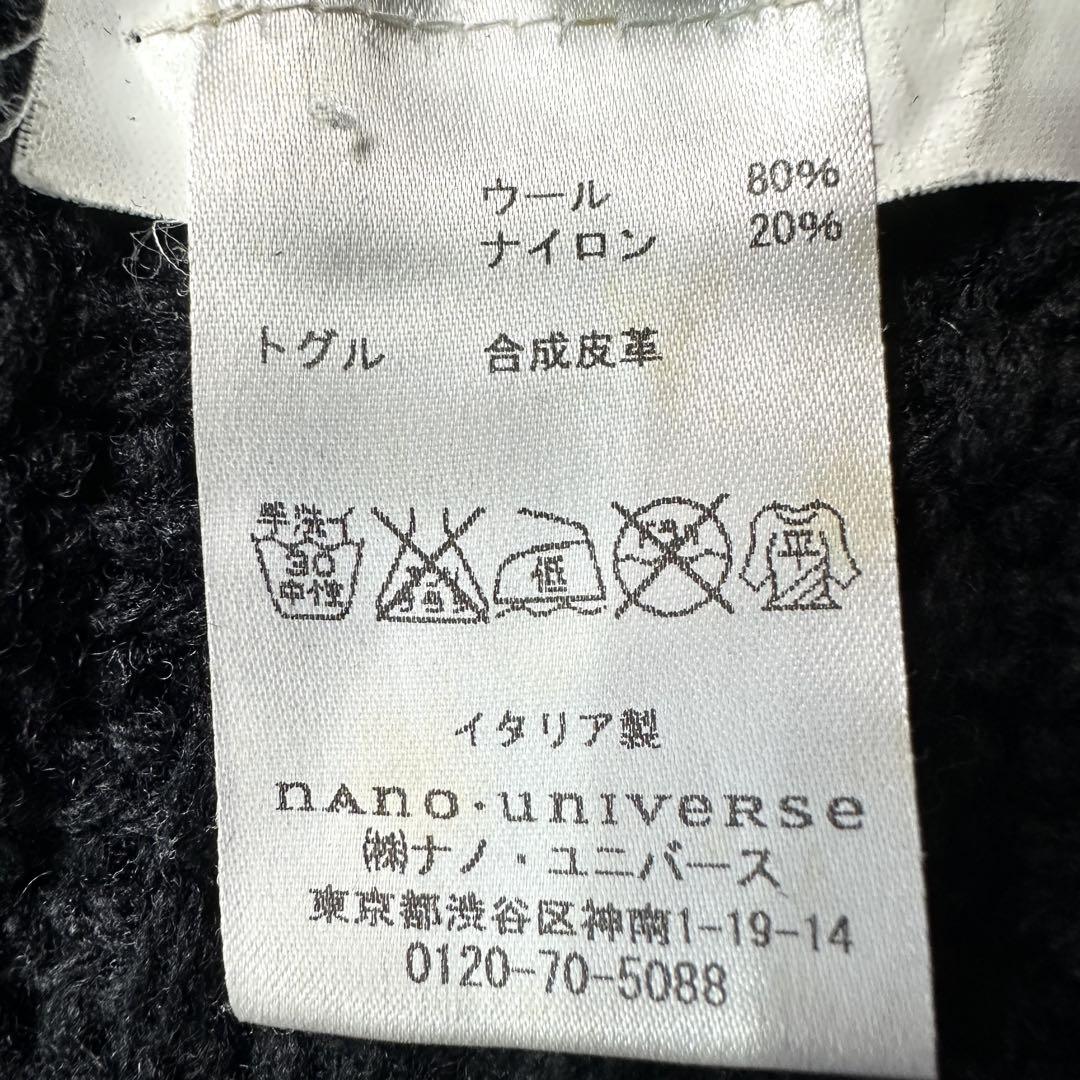 ウール 80%
ナイロン 20%
トグル 合成皮革
手洗イ
30
中性
低
平
イタリア製
nano・universe
㈱ナノ・ユニバース
東京都渋谷区神南1-19-14
0120-70-5088